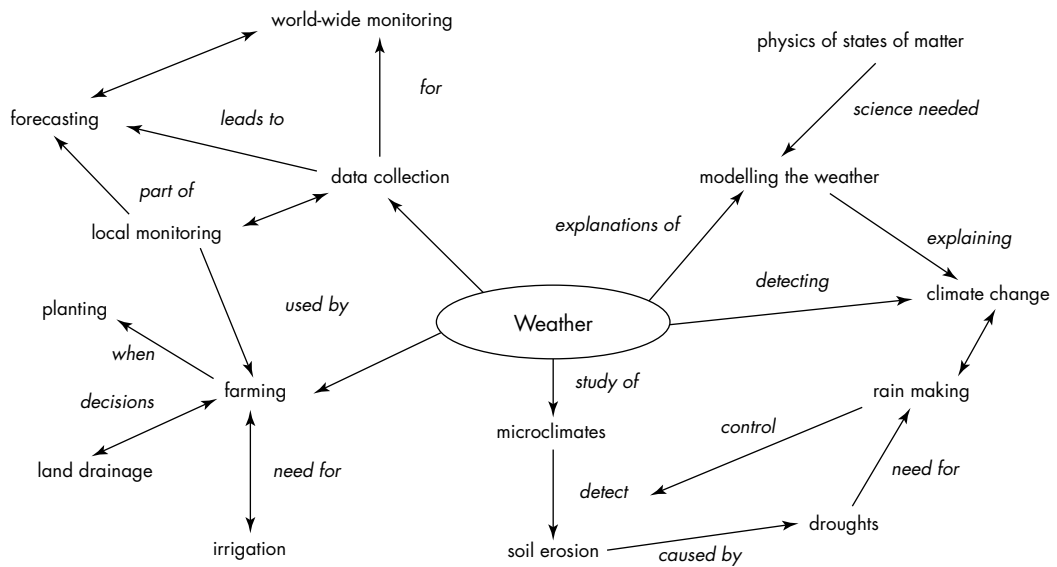 world-wide monitoring
physics of states of matter
for
science needed
forecasting
leads to
data collection
modelling the weather
part of
local monitoring
explanations of
explaining
detecting
climate change
planting
used by
Weather
when
study of
farming
rain making
decisions
microclimates
control
land drainage
need for
detect
need for
droughts
irrigation
soil erosion
caused by